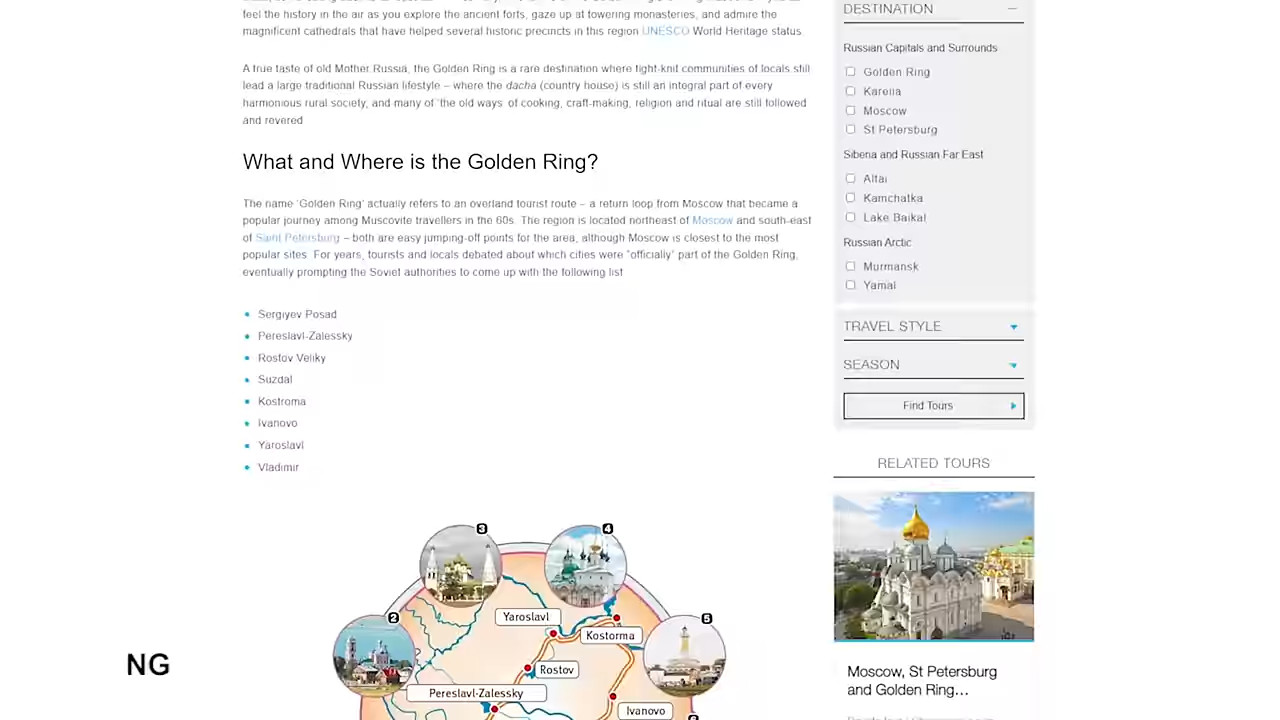 feel the history in the air as you explore the ancient forts, gaze up at towering monasteries, and admire the
magnificent cathedrals that have helped several historic precincts in this region UNESCO World Heritage status.
A true taste of old Mother Russia, the Golden Ring is a rare destination where tight-knit communities of locals still
lead a large traditional Russian lifestyle – where the dacha (country house) is still an integral part of every
harmonious rural society, and many of 'the old ways' of cooking, craft-making, religion and ritual are still followed
and revered
What and Where is the Golden Ring?
The name 'Golden Ring' actually refers to an overland tourist route – a return loop from Moscow that became a
popular journey among Muscovite travellers in the 60s. The region is located northeast of Moscow and south-east
of Saint Petersburg – both are easy jumping-off points for the area, although Moscow is closest to the most
popular sites. For years, tourists and locals debated about which cities were "officially" part of the Golden Ring,
eventually prompting the Soviet authorities to come up with the following list
Sergiyev Posad
Pereslavl-Zalessky
Rostov Veliky
Suzdal
Kostroma
Ivanovo
Yaroslavl
Vladimir
3
4
2
5
Yaroslavl
Kostorma
Rostov
Pereslavl-Zalessky
Ivanovo
NG
DESTINATION
Russian Capitals and Surrounds
Golden Ring
Karelia
Moscow
St Petersburg
Siberia and Russian Far East
Altai
Kamchatka
Lake Baikal
Russian Arctic
Murmansk
Yamal
TRAVEL STYLE
SEASON
Find Tours
RELATED TOURS
Moscow, St Petersburg
and Golden Ring...